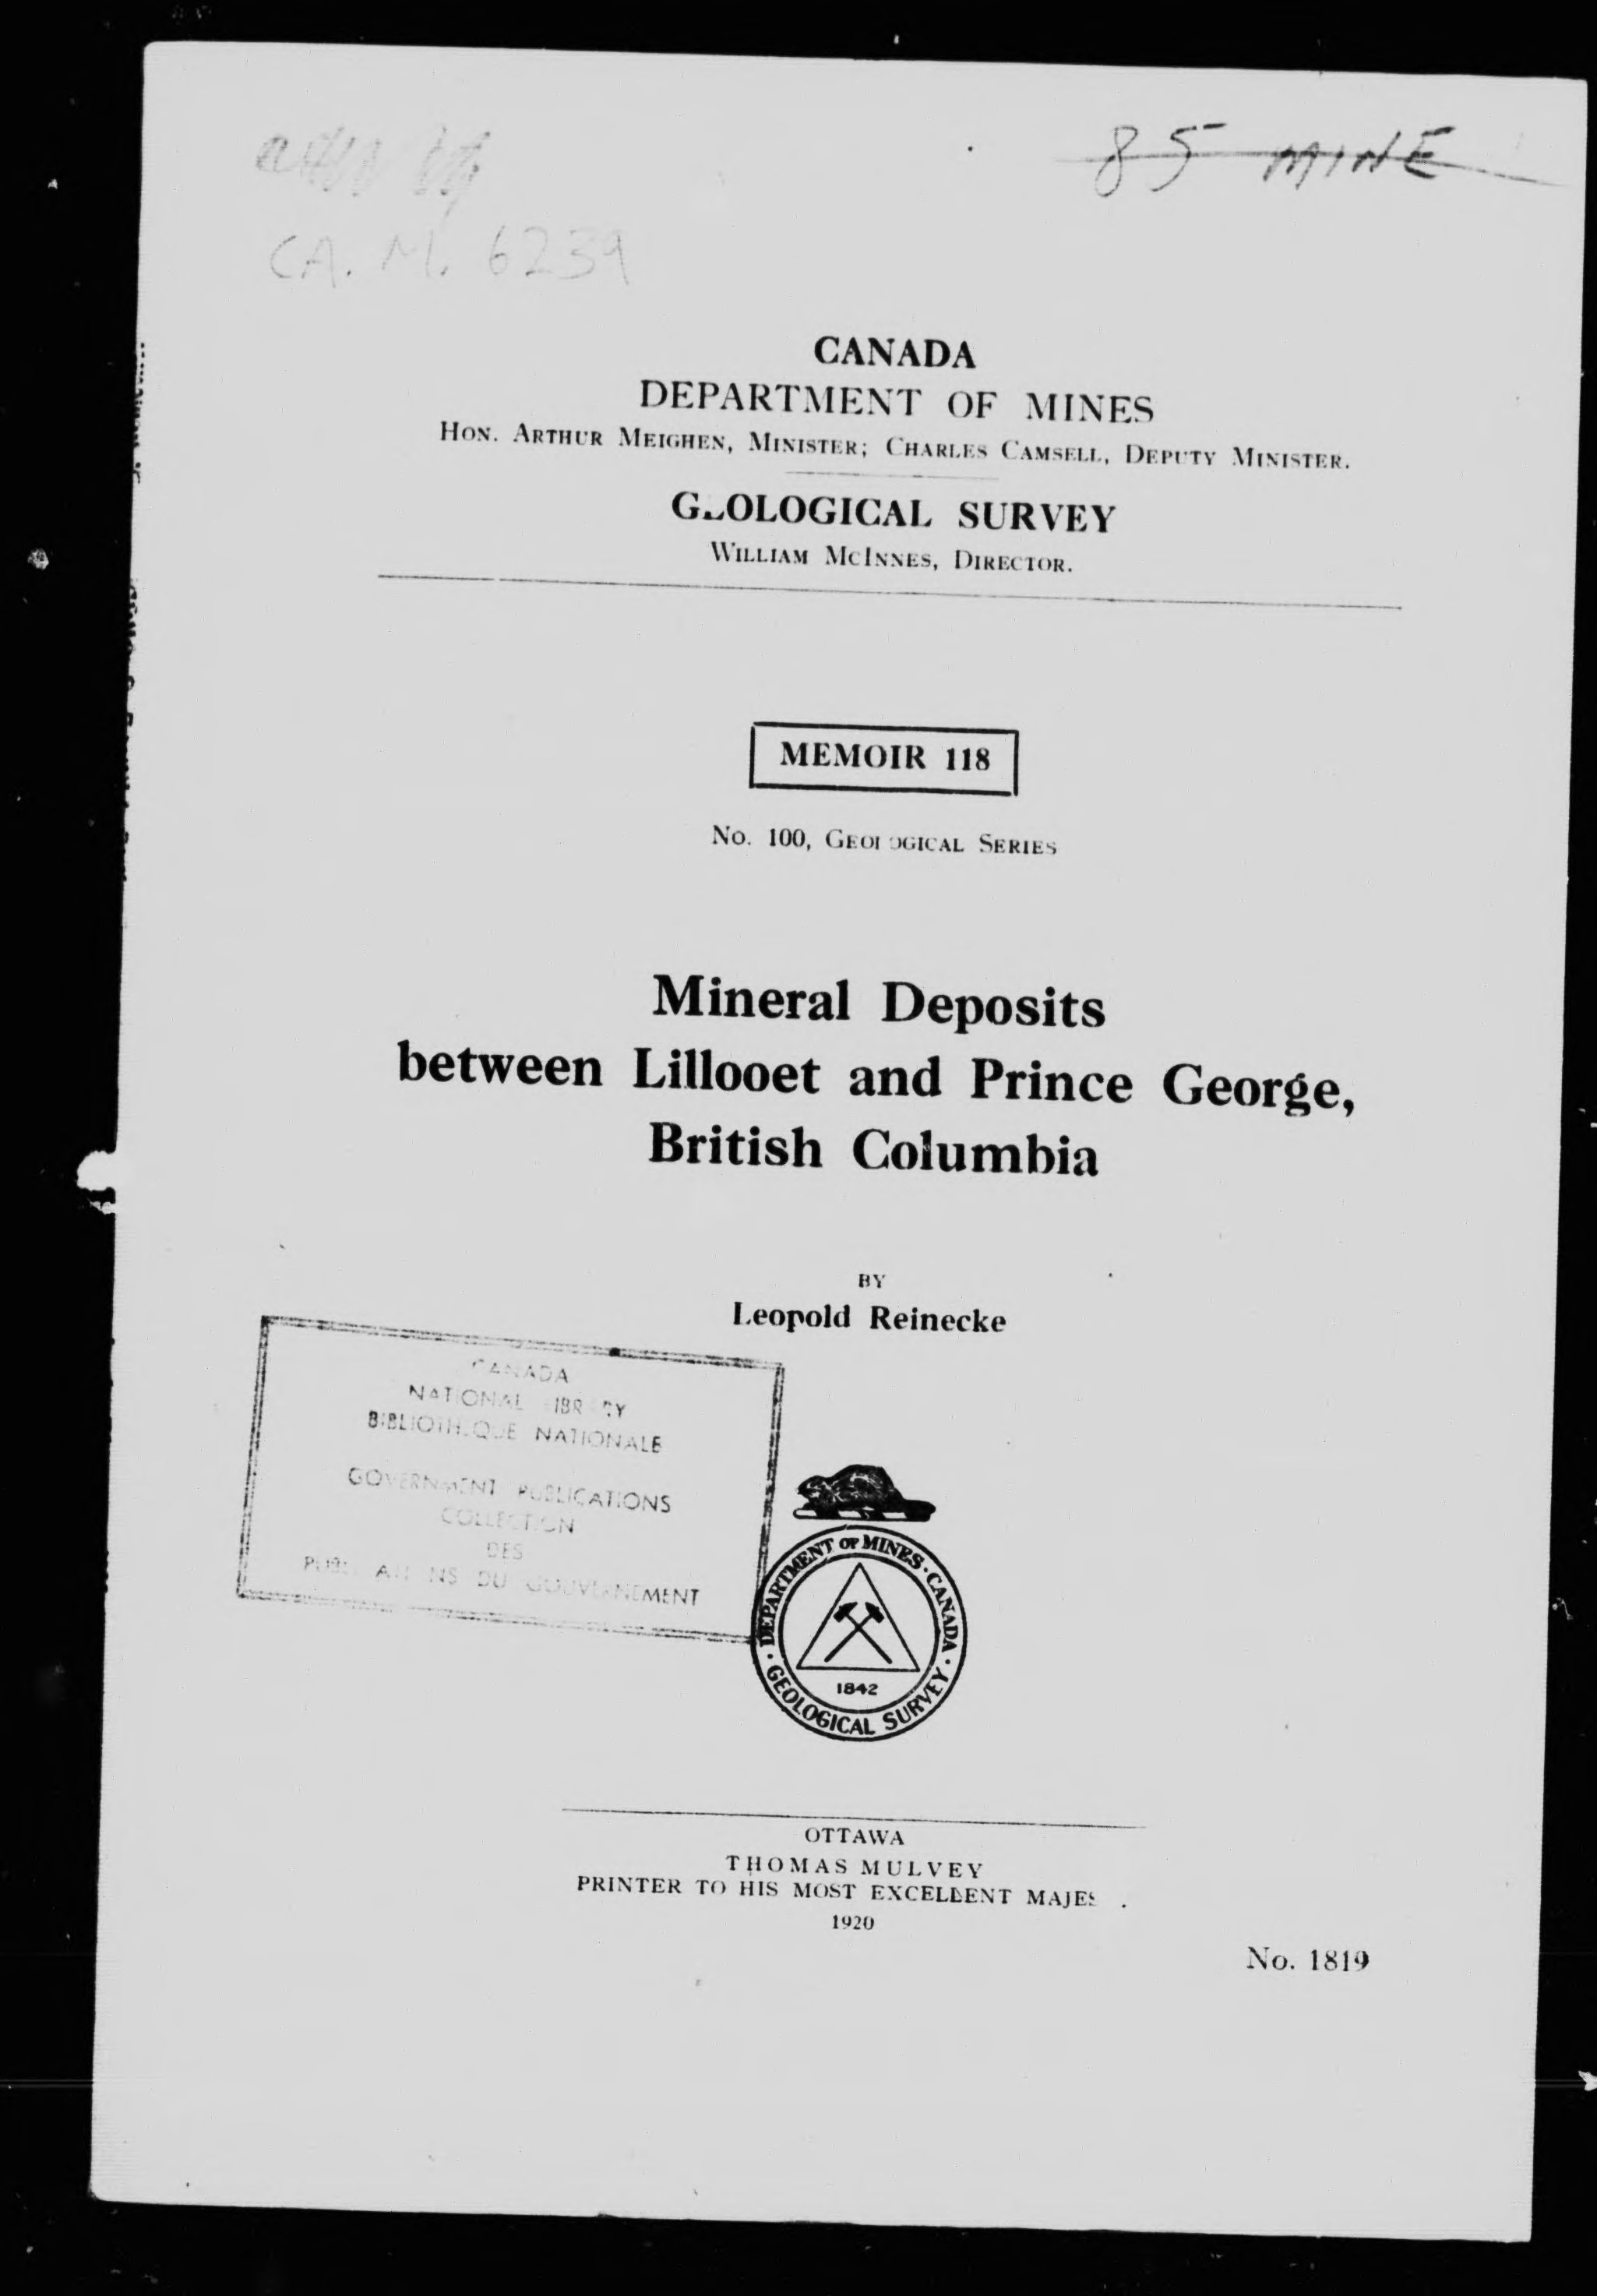 85 MINE
CA. M. 6239
CANADA
DEPARTMENT OF MINES
HON. ARTHUR MEIGHEN, MINISTER; CHARLES CAMSELL, DEPUTY MINISTER.
GEOLOGICAL SURVEY
WILLIAM MCINNES, DIRECTOR.
MEMOIR 118
No. 100, GEOLOGICAL SERIES
Mineral Deposits
between Lillooet and Prince George,
British Columbia
BY
Leopold Reinecke
CANADA
NATIONAL LIBRARY
BIBLIOTHEQUE NATIONALE
GOVERNMENT PUBLICATIONS
COLLECTION
DES
PUBLICATIONS DU GOUVERNEMENT
DEPARTMENT OF MINES · CANADA ·
GEOLOGICAL SURVEY ·
1842
OTTAWA
THOMAS MULVEY
PRINTER TO HIS MOST EXCELLENT MAJES .
1920
No. 1819